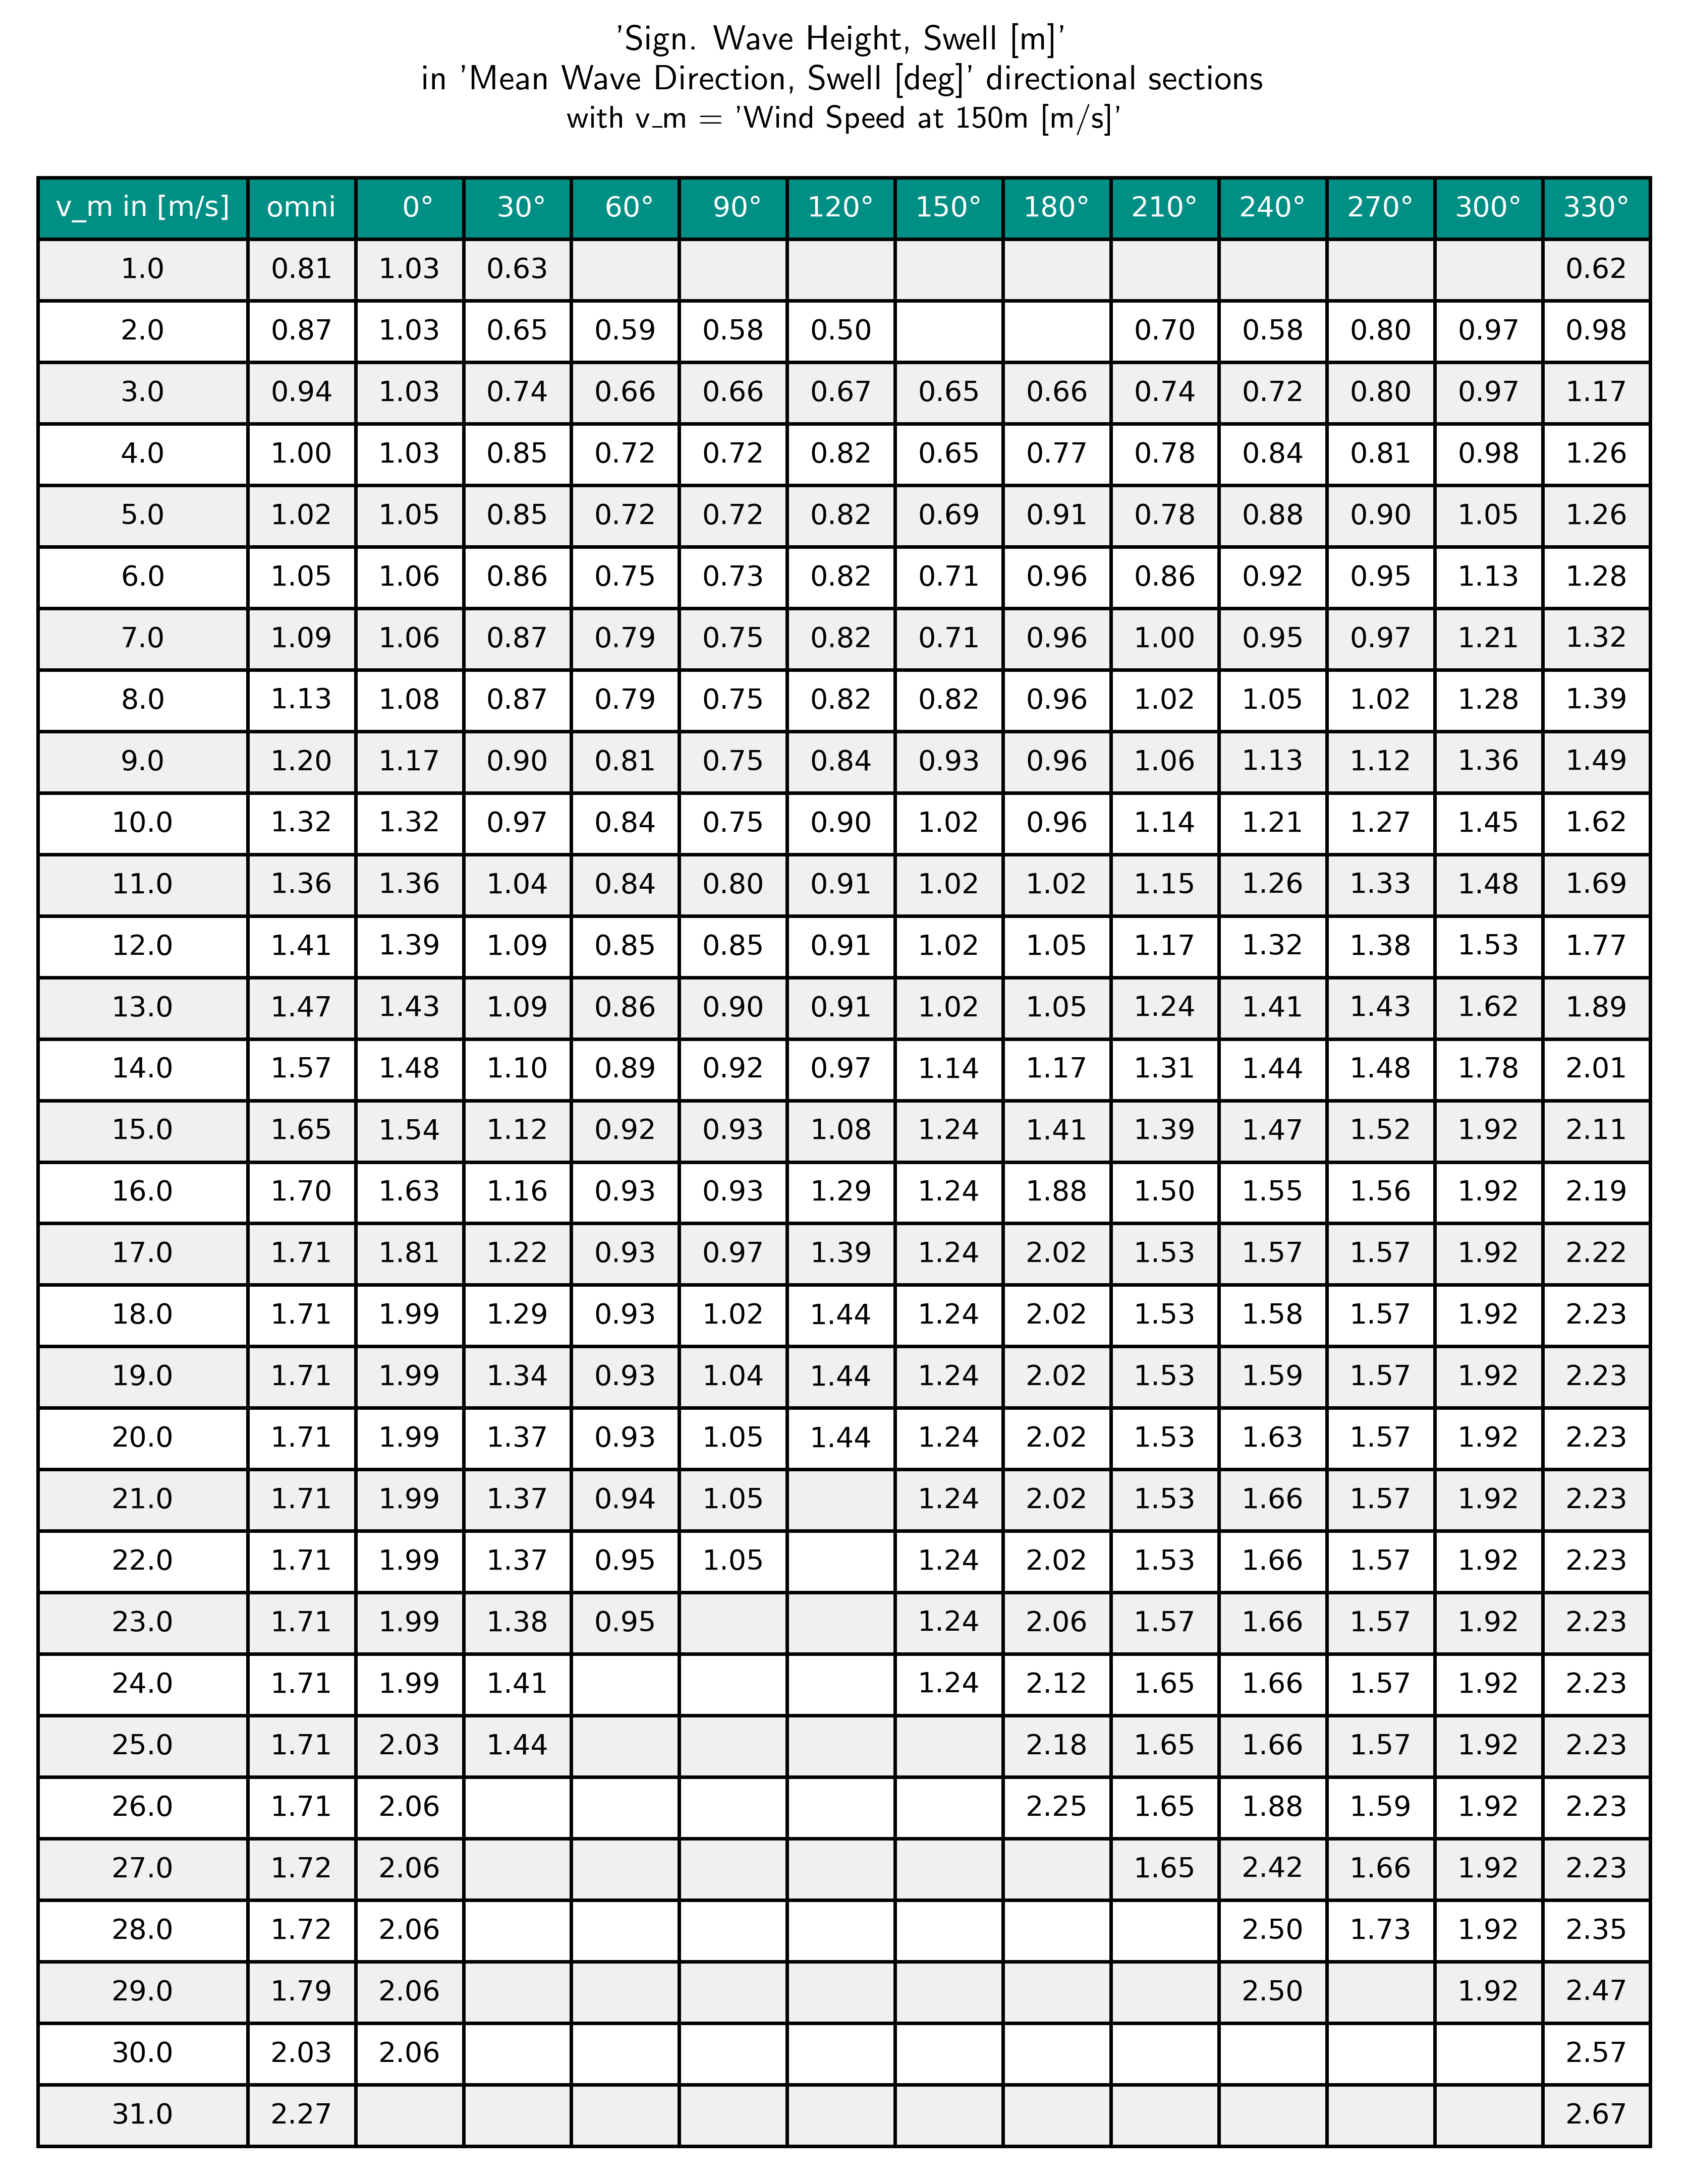 'Sign. Wave Height, Swell [m]'
in 'Mean Wave Direction, Swell [deg]' directional sections
with v_m = 'Wind Speed at 150m [m/s]'
v_m in [m/s] omni 0° 30° 60° 90° 120° 150° 180° 210° 240° 270° 300° 330°
1.0 0.81 1.03 0.63 0.62
2.0 0.87 1.03 0.65 0.59 0.58 0.50 0.70 0.58 0.80 0.97 0.98
3.0 0.94 1.03 0.74 0.66 0.66 0.67 0.65 0.66 0.74 0.72 0.80 0.97 1.17
4.0 1.00 1.03 0.85 0.72 0.72 0.82 0.65 0.77 0.78 0.84 0.81 0.98 1.26
5.0 1.02 1.05 0.85 0.72 0.72 0.82 0.69 0.91 0.78 0.88 0.90 1.05 1.26
6.0 1.05 1.06 0.86 0.75 0.73 0.82 0.71 0.96 0.86 0.92 0.95 1.13 1.28
7.0 1.09 1.06 0.87 0.79 0.75 0.82 0.71 0.96 1.00 0.95 0.97 1.21 1.32
8.0 1.13 1.08 0.87 0.79 0.75 0.82 0.82 0.96 1.02 1.05 1.02 1.28 1.39
9.0 1.20 1.17 0.90 0.81 0.75 0.84 0.93 0.96 1.06 1.13 1.12 1.36 1.49
10.0 1.32 1.32 0.97 0.84 0.75 0.90 1.02 0.96 1.14 1.21 1.27 1.45 1.62
11.0 1.36 1.36 1.04 0.84 0.80 0.91 1.02 1.02 1.15 1.26 1.33 1.48 1.69
12.0 1.41 1.39 1.09 0.85 0.85 0.91 1.02 1.05 1.17 1.32 1.38 1.53 1.77
13.0 1.47 1.43 1.09 0.86 0.90 0.91 1.02 1.05 1.24 1.41 1.43 1.62 1.89
14.0 1.57 1.48 1.10 0.89 0.92 0.97 1.14 1.17 1.31 1.44 1.48 1.78 2.01
15.0 1.65 1.54 1.12 0.92 0.93 1.08 1.24 1.41 1.39 1.47 1.52 1.92 2.11
16.0 1.70 1.63 1.16 0.93 0.93 1.29 1.24 1.88 1.50 1.55 1.56 1.92 2.19
17.0 1.71 1.81 1.22 0.93 0.97 1.39 1.24 2.02 1.53 1.57 1.57 1.92 2.22
18.0 1.71 1.99 1.29 0.93 1.02 1.44 1.24 2.02 1.53 1.58 1.57 1.92 2.23
19.0 1.71 1.99 1.34 0.93 1.04 1.44 1.24 2.02 1.53 1.59 1.57 1.92 2.23
20.0 1.71 1.99 1.37 0.93 1.05 1.44 1.24 2.02 1.53 1.63 1.57 1.92 2.23
21.0 1.71 1.99 1.37 0.94 1.05 1.24 2.02 1.53 1.66 1.57 1.92 2.23
22.0 1.71 1.99 1.37 0.95 1.05 1.24 2.02 1.53 1.66 1.57 1.92 2.23
23.0 1.71 1.99 1.38 0.95 1.24 2.06 1.57 1.66 1.57 1.92 2.23
24.0 1.71 1.99 1.41 1.24 2.12 1.65 1.66 1.57 1.92 2.23
25.0 1.71 2.03 1.44 2.18 1.65 1.66 1.57 1.92 2.23
26.0 1.71 2.06 2.25 1.65 1.88 1.59 1.92 2.23
27.0 1.72 2.06 1.65 2.42 1.66 1.92 2.23
28.0 1.72 2.06 2.50 1.73 1.92 2.35
29.0 1.79 2.06 2.50 1.92 2.47
30.0 2.03 2.06 2.57
31.0 2.27 2.67